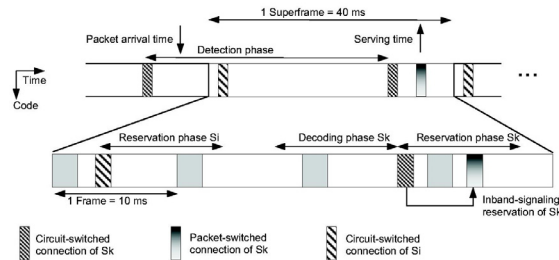 1 Superframe = 40 ms
Packet arrival time
Serving time
Detection phase
Time
Code
...
Reservation phase Si
Decoding phase Sk
Reservation phase Sk
1 Frame = 10 ms
Inband-signaling
reservation of Sk
Circuit-switched
connection of Sk
Packet-switched
connection of Sk
Circuit-switched
connection of Si